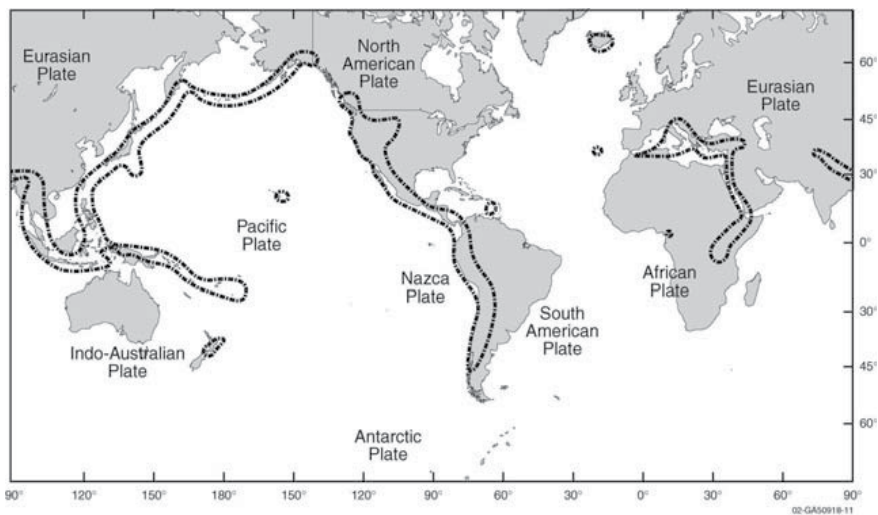 Eurasian
Plate
North
American
Plate
Eurasian
Plate
60°
45°
30°
Pacific
Plate
0°
Nazca
Plate
African
Plate
30°
South
American
Plate
Indo-Australian
Plate
45°
Antarctic
Plate
60°
90° 120° 150° 180° 150° 120° 90° 60° 30° 0° 30° 60° 90°
02-GA50918-11